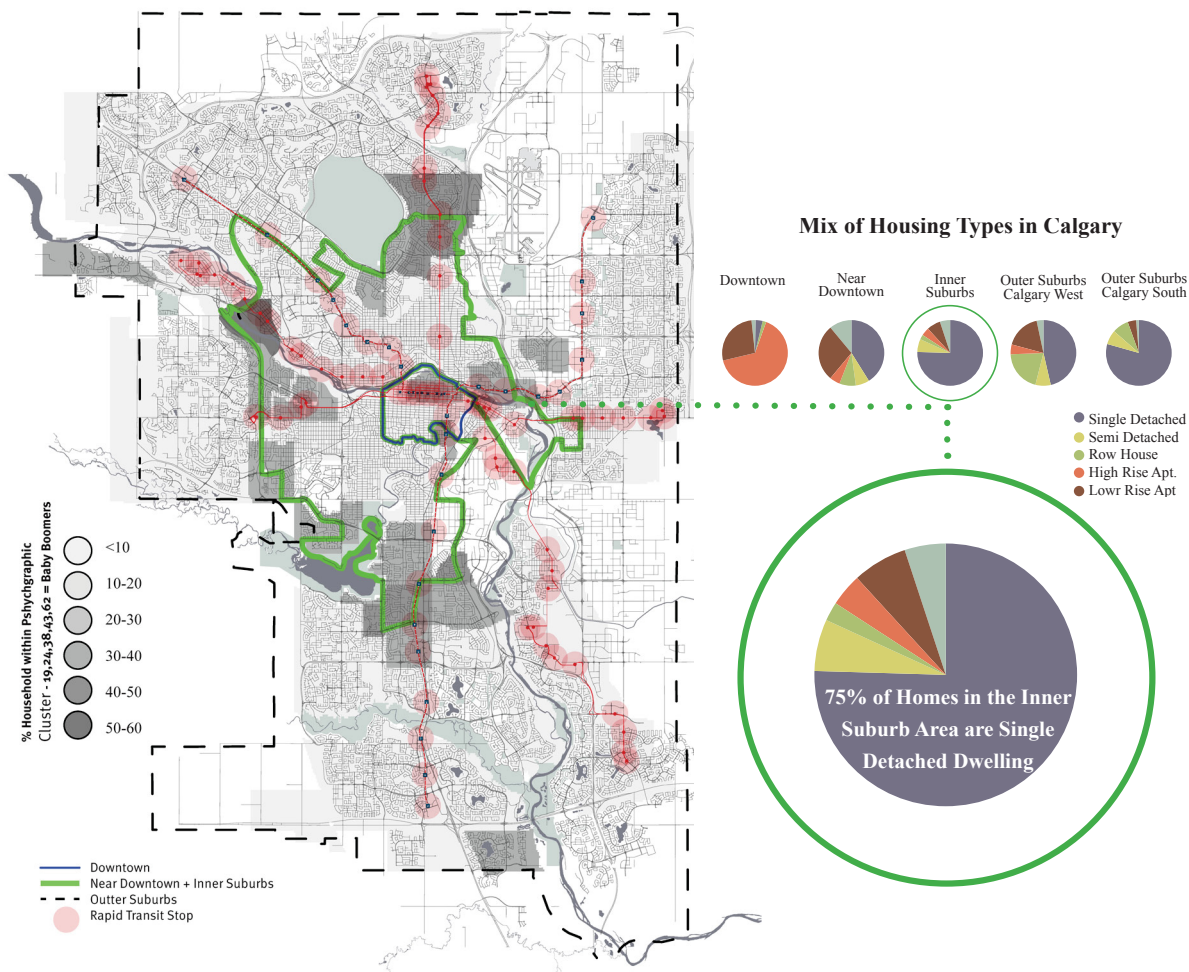 Mix of Housing Types in Calgary
Downtown
Near
Downtown
Inner
Suburbs
Outer Suburbs
Calgary West
Outer Suburbs
Calgary South
Single Detached
Semi Detached
Row House
High Rise Apt.
Lowr Rise Apt
75% of Homes in the Inner
Suburb Area are Single
Detached Dwelling
% Household within Pshychgraphic
Cluster - 19,24,38,43,62 = Baby Boomers
<10
10-20
20-30
30-40
40-50
50-60
Downtown
Near Downtown + Inner Suburbs
Outter Suburbs
Rapid Transit Stop